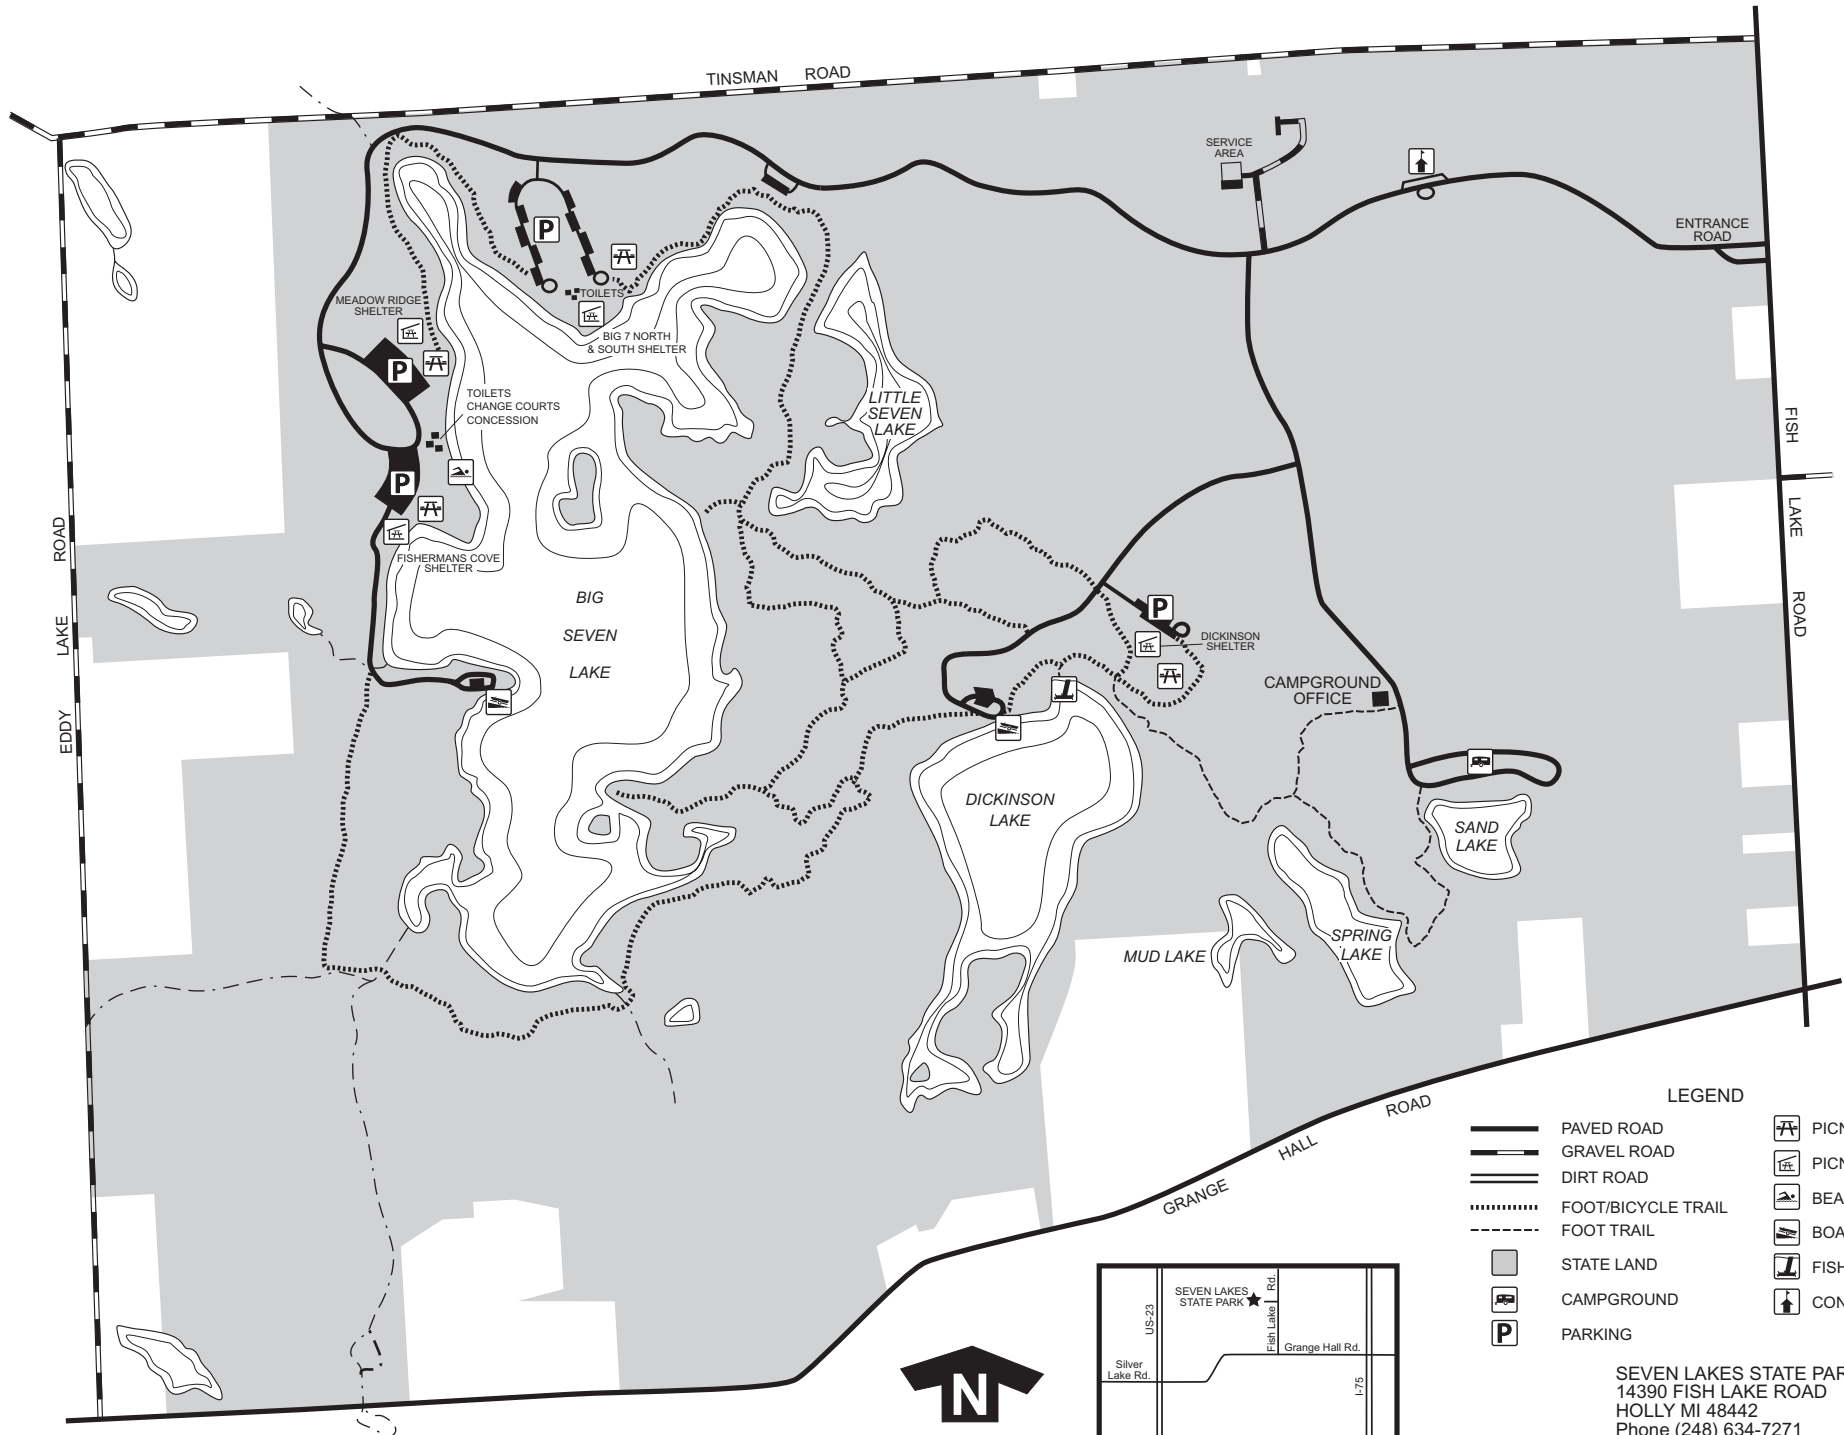 TINSMAN ROAD
SERVICE
AREA
ENTRANCE
ROAD
P
TOILETS
MEADOW RIDGE
SHELTER
BIG 7 NORTH
& SOUTH SHELTER
P
TOILETS
CHANGE COURTS
CONCESSION
LITTLE
SEVEN
LAKE
FISH LAKE ROAD
P
EDDY LAKE ROAD
FISHERMANS COVE
SHELTER
BIG
SEVEN
LAKE
P
DICKINSON
SHELTER
CAMPGROUND
OFFICE
DICKINSON
LAKE
SAND
LAKE
SPRING
LAKE
MUD LAKE
GRANGE HALL ROAD
LEGEND
PAVED ROAD
GRAVEL ROAD
DIRT ROAD
FOOT/BICYCLE TRAIL
FOOT TRAIL
STATE LAND
CAMPGROUND
P PARKING
PICN
PICN
BEA
BOA
FISH
CON
SEVEN LAKES
STATE PARK
US-23
Fish Lake Rd.
Grange Hall Rd.
Silver
Lake Rd.
I-75
N
SEVEN LAKES STATE PAR
14390 FISH LAKE ROAD
HOLLY MI 48442
Phone (248) 634-7271